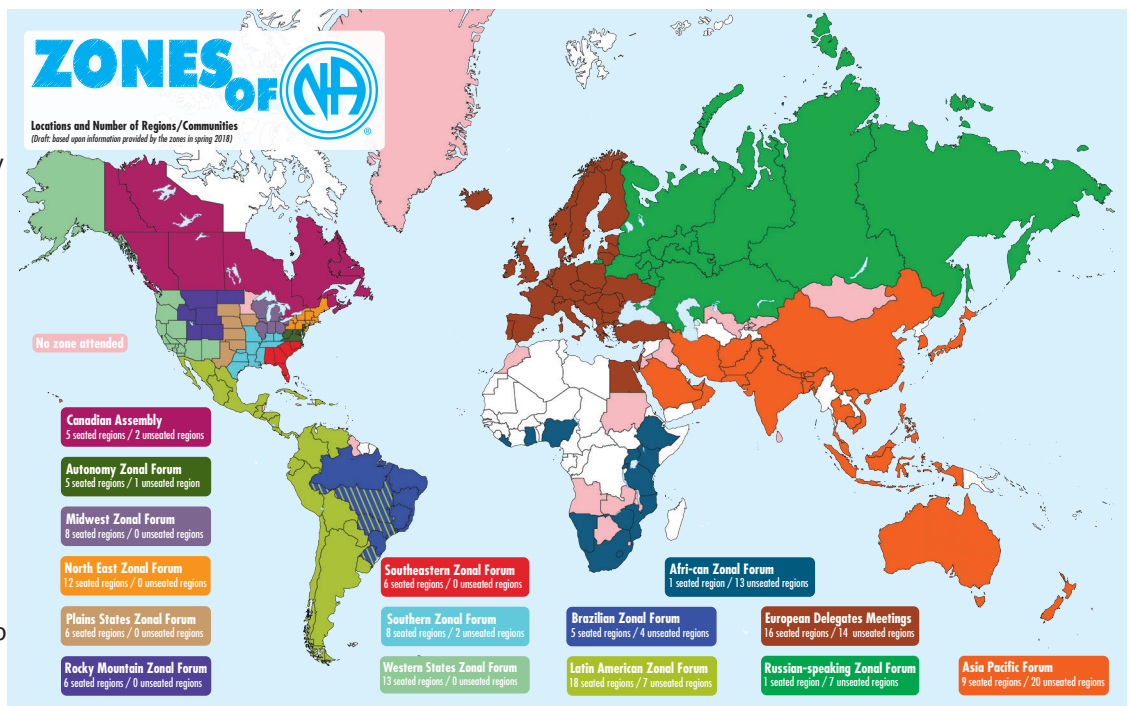 ZONES
OF
NA
®
Locations and Number of Regions/Communities
(Draft: based upon information provided by the zones in spring 2018)
y
No zone attended
Canadian Assembly
5 seated regions / 2 unseated regions
Autonomy Zonal Forum
5 seated regions / 1 unseated region
Midwest Zonal Forum
8 seated regions / 0 unseated regions
North East Zonal Forum
12 seated regions / 0 unseated regions
Plains States Zonal Forum
6 seated regions / 0 unseated regions
o
Rocky Mountain Zonal Forum
6 seated regions / 0 unseated regions
Southeastern Zonal Forum
6 seated regions / 0 unseated regions
Southern Zonal Forum
8 seated regions / 2 unseated regions
Western States Zonal Forum
13 seated regions / 0 unseated regions
Afri-can Zonal Forum
1 seated region / 13 unseated regions
Brazilian Zonal Forum
5 seated regions / 4 unseated regions
Latin American Zonal Forum
18 seated regions / 7 unseated regions
European Delegates Meetings
16 seated regions / 14 unseated regions
Russian-speaking Zonal Forum
1 seated region / 7 unseated regions
Asia Pacific Forum
9 seated regions / 20 unseated regions